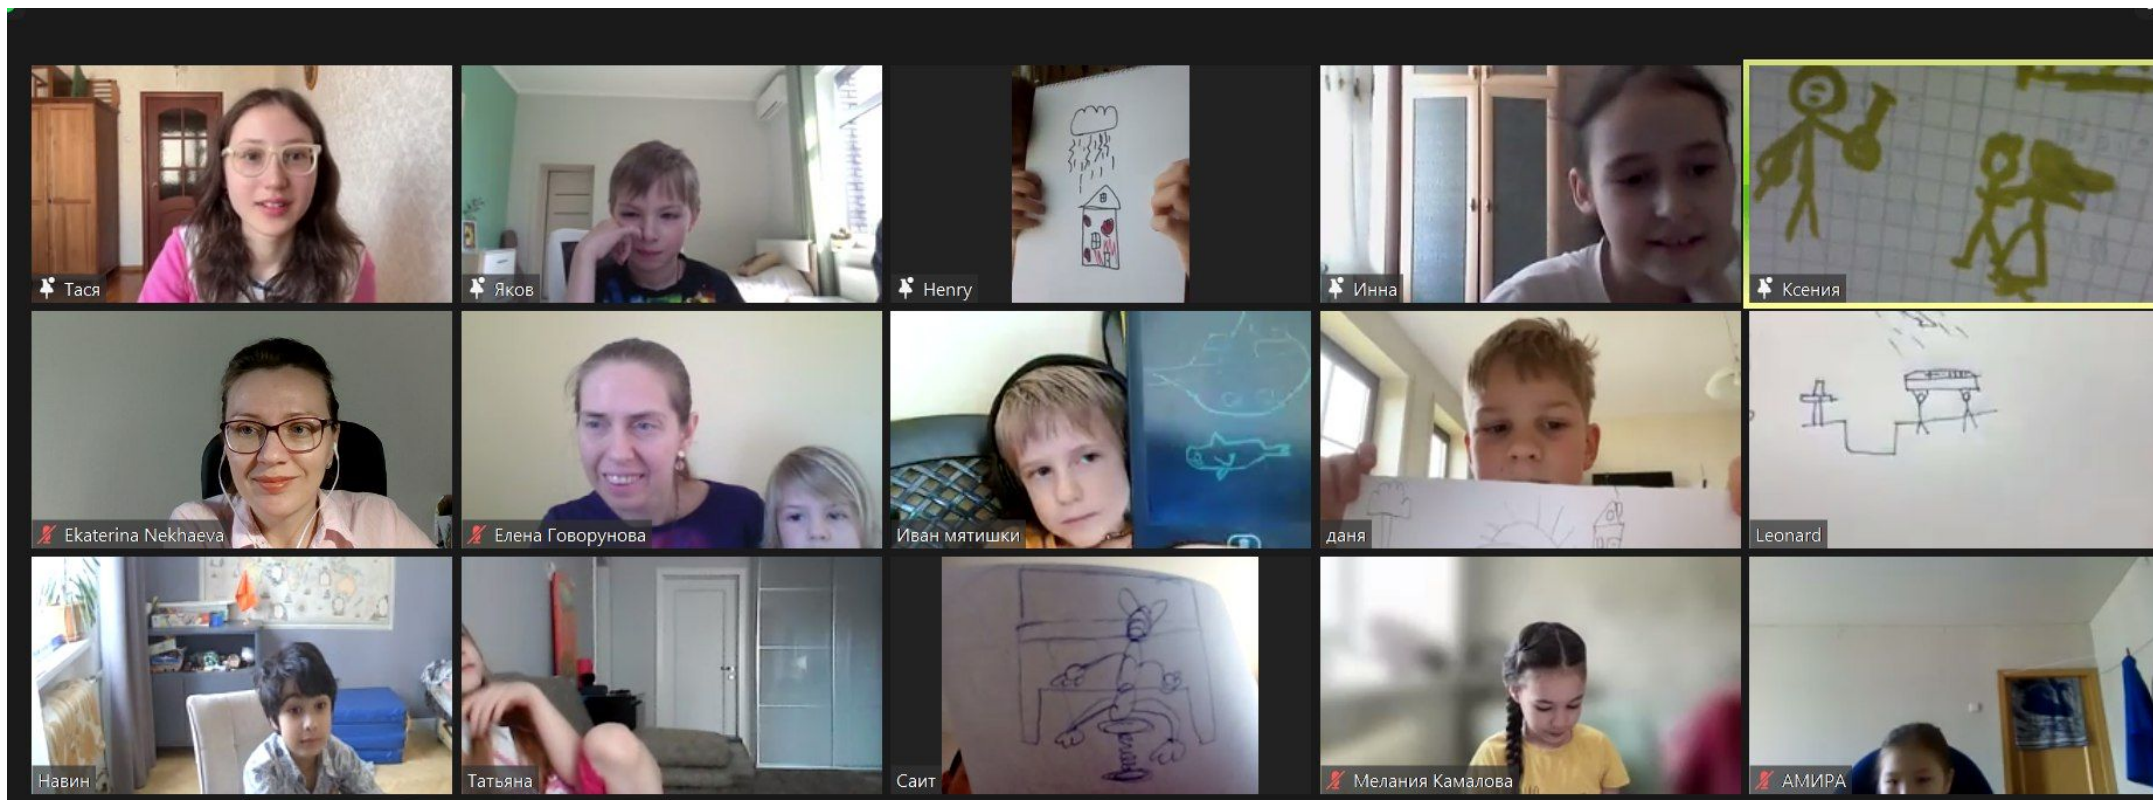 Тася
Яков
Henry
Инна
Ксения
Ekaterina Nekhaeva
Елена Говорунова
Иван мятишки
даня
Leonard
Навин
Татьяна
Саит
Мелания Камалова
АМИРА